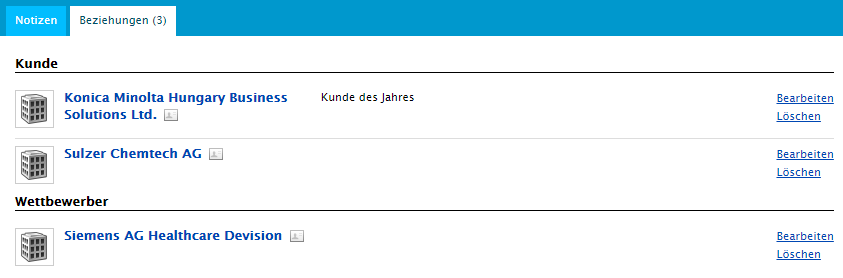 Notizen Beziehungen (3)
Kunde
Konica Minolta Hungary Business Kunde des Jahres Bearbeiten
Solutions Ltd. Löschen
Sulzer Chemtech AG Bearbeiten
Löschen
Wettbewerber
Siemens AG Healthcare Devision Bearbeiten
Löschen